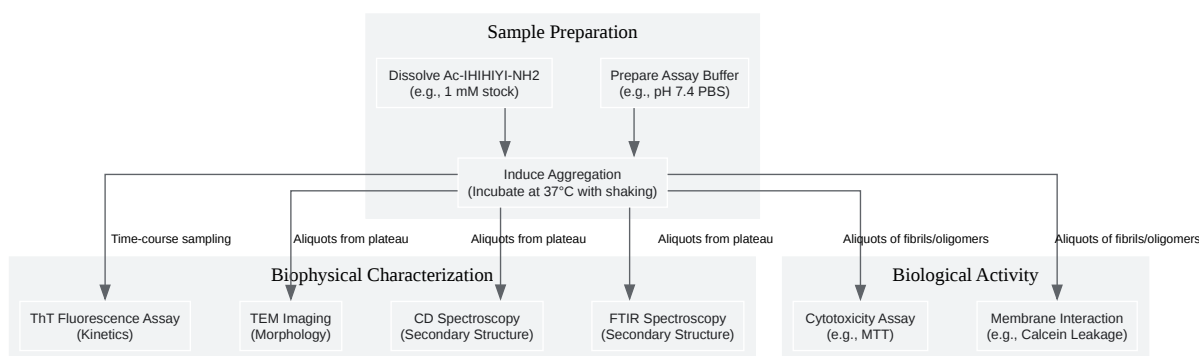 Sample Preparation
Dissolve Ac-IHIHIYI-NH2
(e.g., 1 mM stock)
Prepare Assay Buffer
(e.g., pH 7.4 PBS)
Induce Aggregation
(Incubate at 37°C with shaking)
Time-course sampling
Aliquots from plateau
Aliquots from plateau
Aliquots from plateau
Aliquots of fibrils/oligomers
Aliquots of fibrils/oligomers
Biophysical Characterization
ThT Fluorescence Assay
(Kinetics)
TEM Imaging
(Morphology)
CD Spectroscopy
(Secondary Structure)
FTIR Spectroscopy
(Secondary Structure)
Biological Activity
Cytotoxicity Assay
(e.g., MTT)
Membrane Interaction
(e.g., Calcein Leakage)